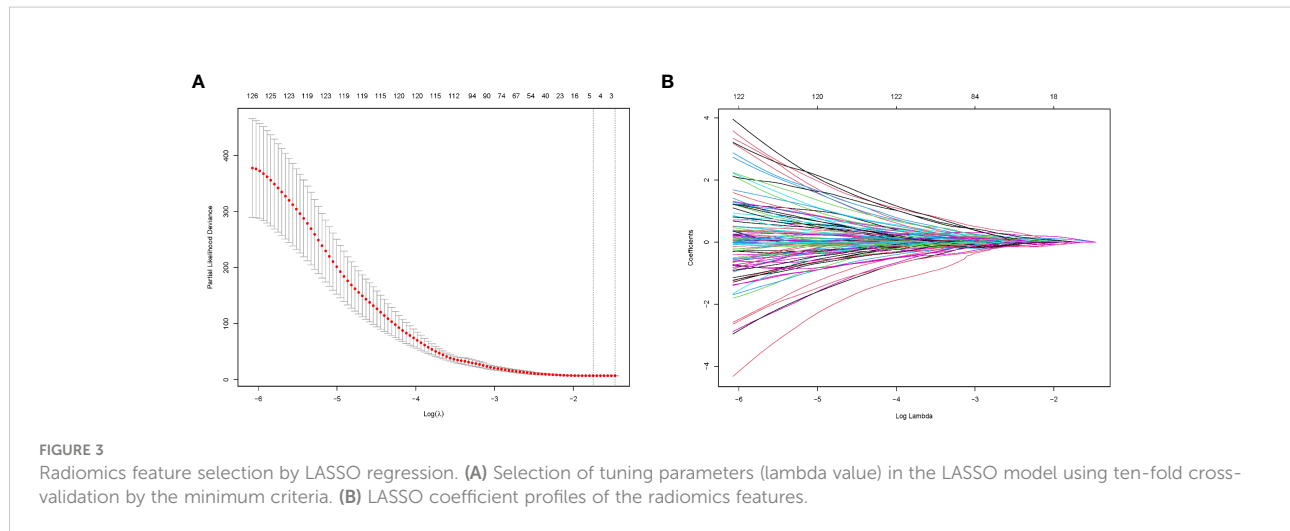 A
B
126 125 123 119 123 119 119 115 120 120 115 112 94 90 74 67 54 40 23 16 5 4 3
122 120 122 84 18
Partial Likelihood Deviance
400
300
200
100
0
−6 −5 −4 −3 −2
Log(λ)
Coefficients
4
2
0
−2
−4
−6 −5 −4 −3 −2
Log Lambda
FIGURE 3
Radiomics feature selection by LASSO regression. (A) Selection of tuning parameters (lambda value) in the LASSO model using ten-fold cross-
validation by the minimum criteria. (B) LASSO coefficient profiles of the radiomics features.